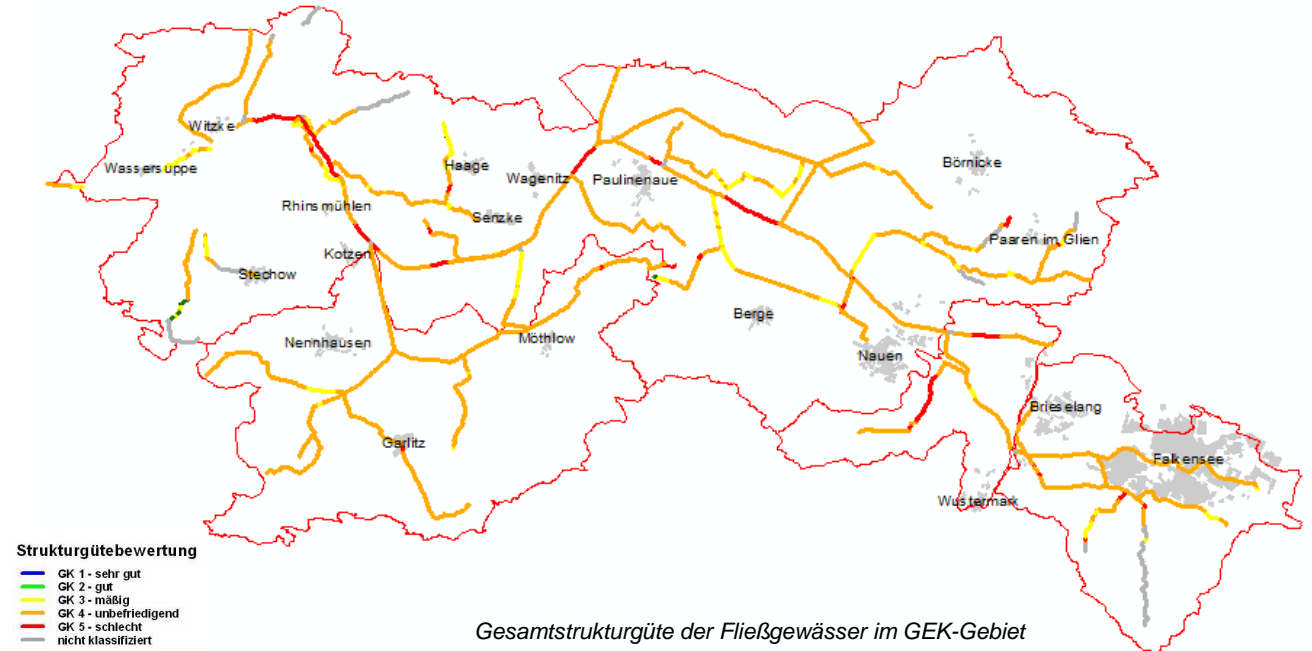 Witzke
Wassersuppe
Haage
Wagenitz
Paulinenaue
Börnicke
Rhinsmühlen
Senzke
Paaren im Glien
Kotzen
Stechow
Berge
Nennhausen
Möthlow
Nauen
Brieselang
Garlitz
Falkensee
Wustermark
Strukturgütebewertung
GK 1 - sehr gut
GK 2 - gut
GK 3 - mäßig
GK 4 - unbefriedigend
GK 5 - schlecht
nicht klassifiziert
Gesamtstrukturgüte der Fließgewässer im GEK-Gebiet